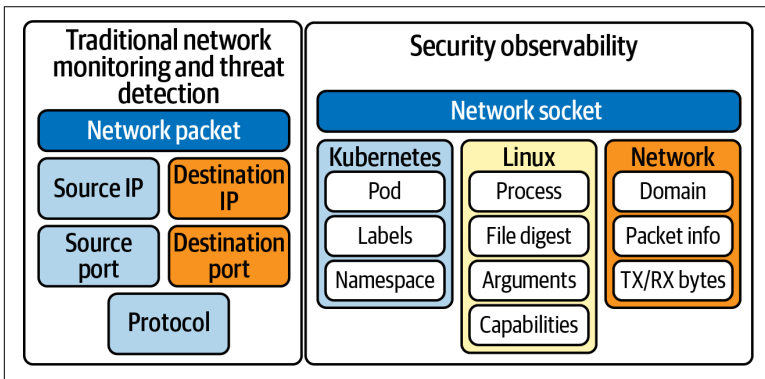 Traditional network
monitoring and threat
detection
Network packet
Source IP
Destination
IP
Source
port
Destination
port
Protocol
Security observability
Network socket
Kubernetes
Pod
Labels
Namespace
Linux
Process
File digest
Arguments
Capabilities
Network
Domain
Packet info
TX/RX bytes